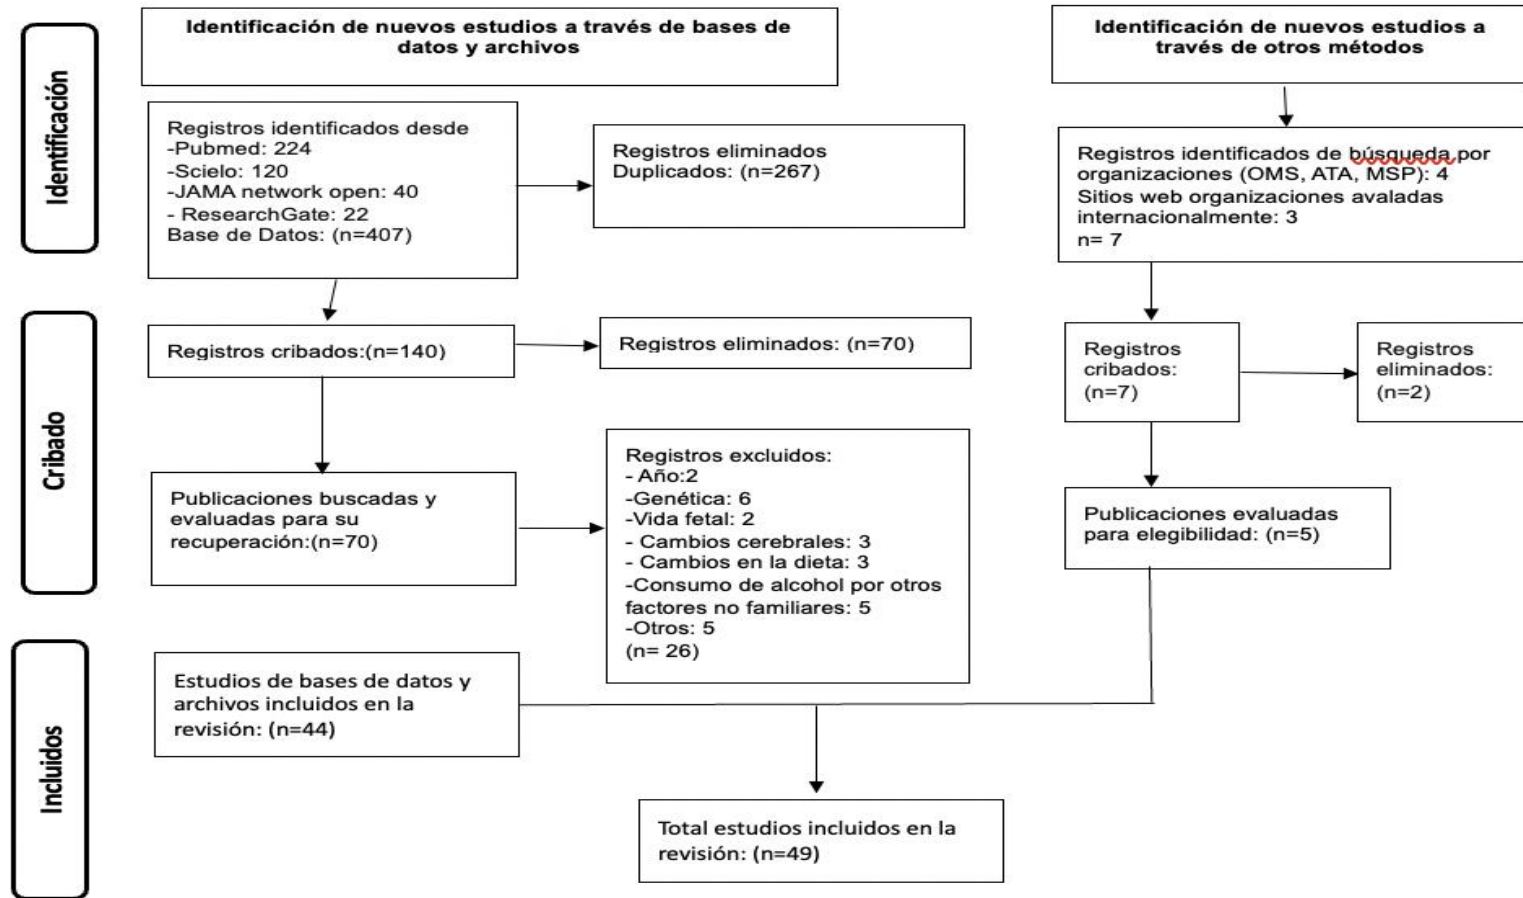 Identificación
Identificación de nuevos estudios a través de bases de
datos y archivos
Registros identificados desde
-Pubmed: 224
-Scielo: 120
-JAMA network open: 40
- ResearchGate: 22
Base de Datos: (n=407)
Registros eliminados
Duplicados: (n=267)
Identificación de nuevos estudios a
través de otros métodos
Registros identificados de búsqueda por
organizaciones (OMS, ATA, MSP): 4
Sitios web organizaciones avaladas
internacionalmente: 3
n= 7
Cribado
Registros cribados:(n=140)
Registros eliminados: (n=70)
Publicaciones buscadas y
evaluadas para su
recuperación:(n=70)
Registros excluidos:
- Año:2
-Genética: 6
-Vida fetal: 2
- Cambios cerebrales: 3
- Cambios en la dieta: 3
-Consumo de alcohol por otros
factores no familiares: 5
-Otros: 5
(n= 26)
Registros
cribados:
(n=7)
Registros
eliminados:
(n=2)
Publicaciones evaluadas
para elegibilidad: (n=5)
Incluidos
Estudios de bases de datos y
archivos incluidos en la
revisión: (n=44)
Total estudios incluidos en la
revisión: (n=49)